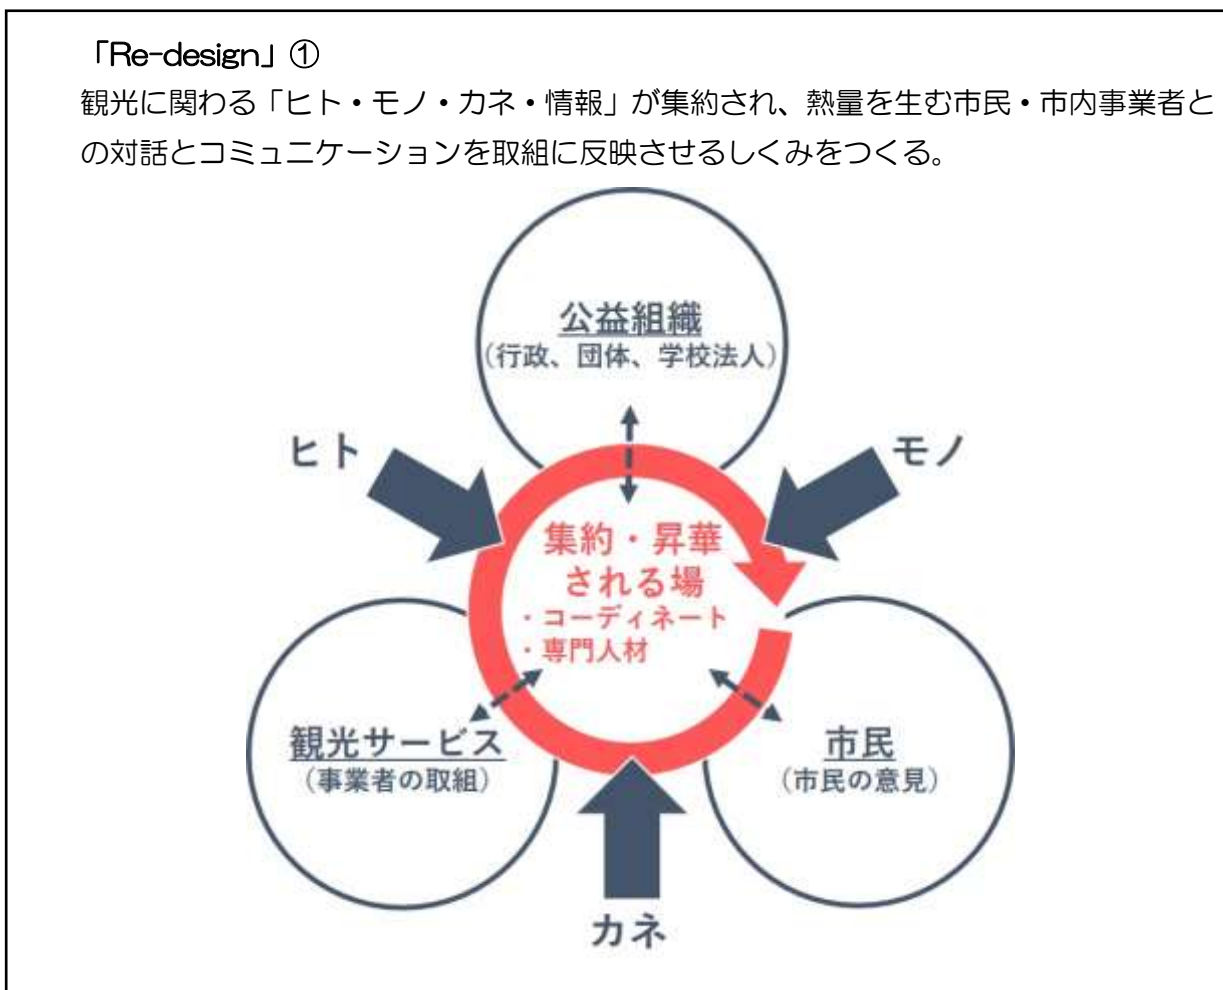 「Re-design」①
観光に関わる「ヒト・モノ・カネ・情報」が集約され、熱量を生む市民・市内事業者と
の対話とコミュニケーションを取組に反映させるしくみをつくる。
公益組織
(行政、団体、学校法人)
ヒト
モノ
集約・昇華
される場
・コーディネート
・専門人材
観光サービス
(事業者の取組)
市民
(市民の意見)
カネ